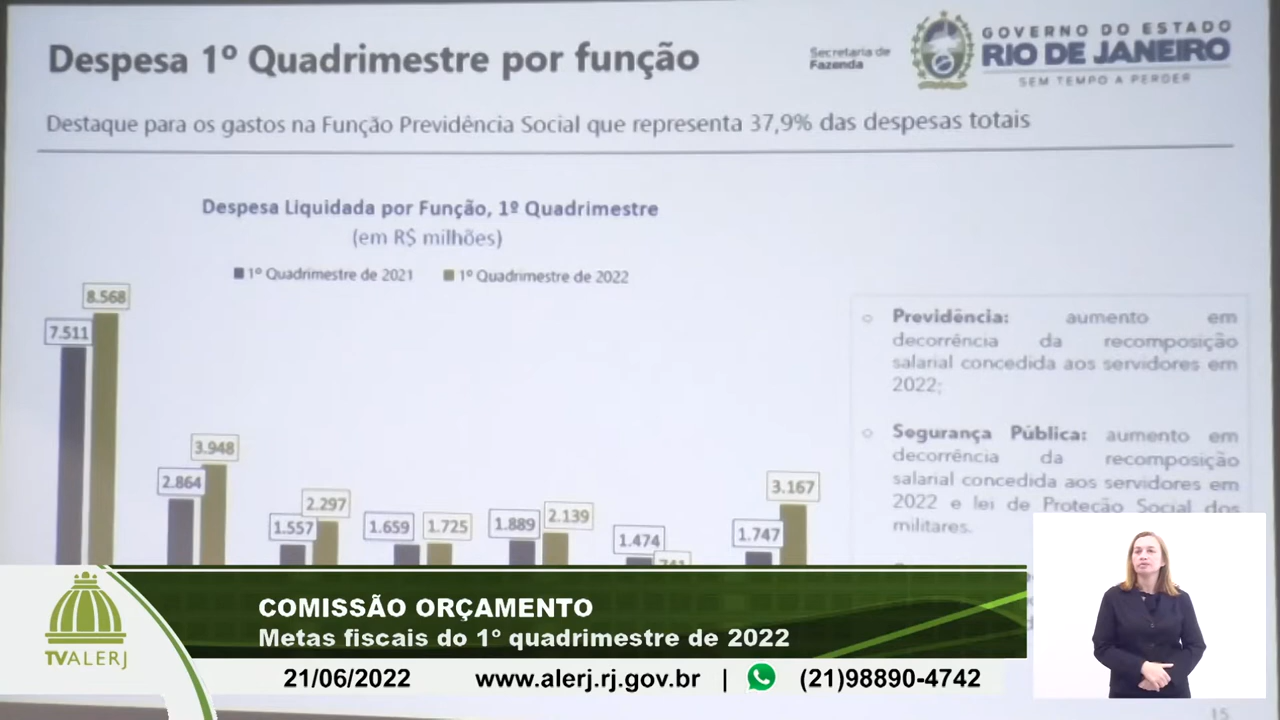 Despesa 1º Quadrimestre por função
Secretaria de
Fazenda
GOVERNO DO ESTADO
RIO DE JANEIRO
SEM TEMPO A PERDER
Destaque para os gastos na Função Previdência Social que representa 37,9% das despesas totais
Despesa Liquidada por Função, 1º Quadrimestre
(em R$ milhões)
1º Quadrimestre de 2021 1º Quadrimestre de 2022
7.511 8.568
2.864 3.948
1.557 2.297
1.659 1.725
1.889 2.139
1.474 741
1.747 3.167
Previdência: aumento em
decorrência da recomposição
salarial concedida aos servidores em
2022;
Segurança Pública: aumento em
decorrência da recomposição
salarial concedida aos servidores em
2022 e lei de Proteção Social dos
militares.
COMISSÃO ORÇAMENTO
Metas fiscais do 1º quadrimestre de 2022
TVALERJ
21/06/2022 www.alerj.rj.gov.br | (21)98890-4742
15